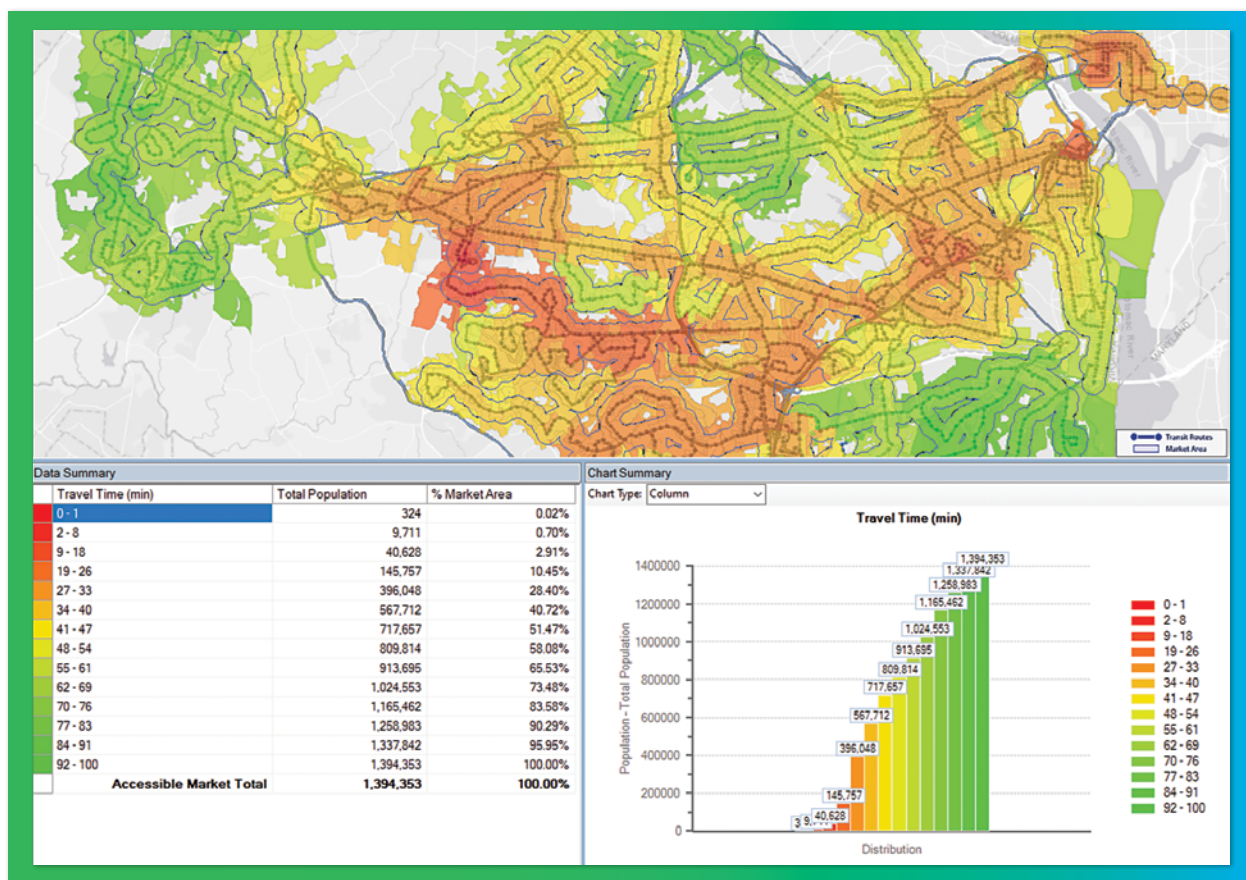 Potomac River
MARYLAND
Transit Routes
Market Area
Data Summary
Travel Time (min) Total Population % Market Area
0 - 1 324 0.02%
2 - 8 9,711 0.70%
9 - 18 40,628 2.91%
19 - 26 145,757 10.45%
27 - 33 396,048 28.40%
34 - 40 567,712 40.72%
41 - 47 717,657 51.47%
48 - 54 809,814 58.08%
55 - 61 913,695 65.53%
62 - 69 1,024,553 73.48%
70 - 76 1,165,462 83.58%
77 - 83 1,258,983 90.29%
84 - 91 1,337,842 95.95%
92 - 100 1,394,353 100.00%
Accessible Market Total 1,394,353 100.00%
Chart Summary
Chart Type: Column
Travel Time (min)
Population - Total Population
1400000
1200000
1000000
800000
600000
400000
200000
0
40,628
145,757
396,048
567,712
717,657
809,814
913,695
1,024,553
1,165,462
1,258,983
1,337,842
1,394,353
Distribution
0 - 1
2 - 8
9 - 18
19 - 26
27 - 33
34 - 40
41 - 47
48 - 54
55 - 61
62 - 69
70 - 76
77 - 83
84 - 91
92 - 100